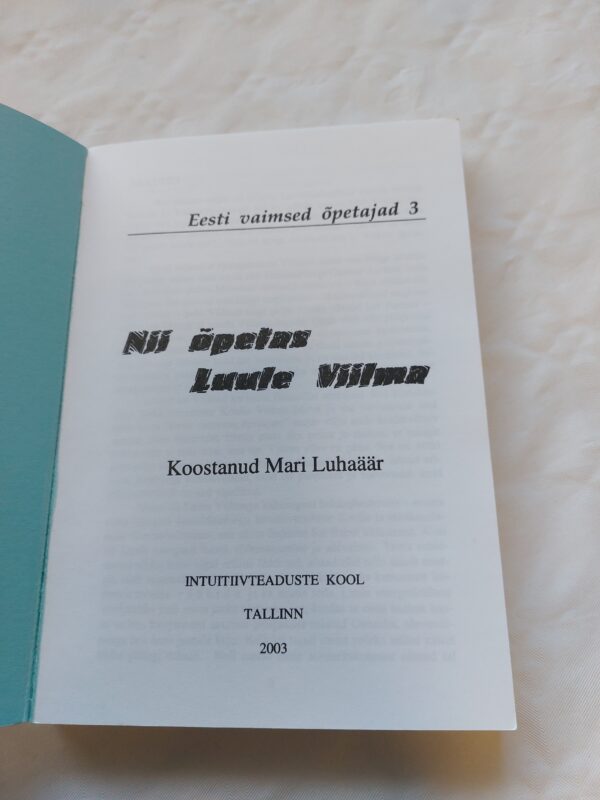 Eesti vaimsed õpetajad 3
Nii õpetas
Luule Viilma
Koostanud Mari Luhaäär
INTUITIIVTEADUSTE KOOL
TALLINN
2003